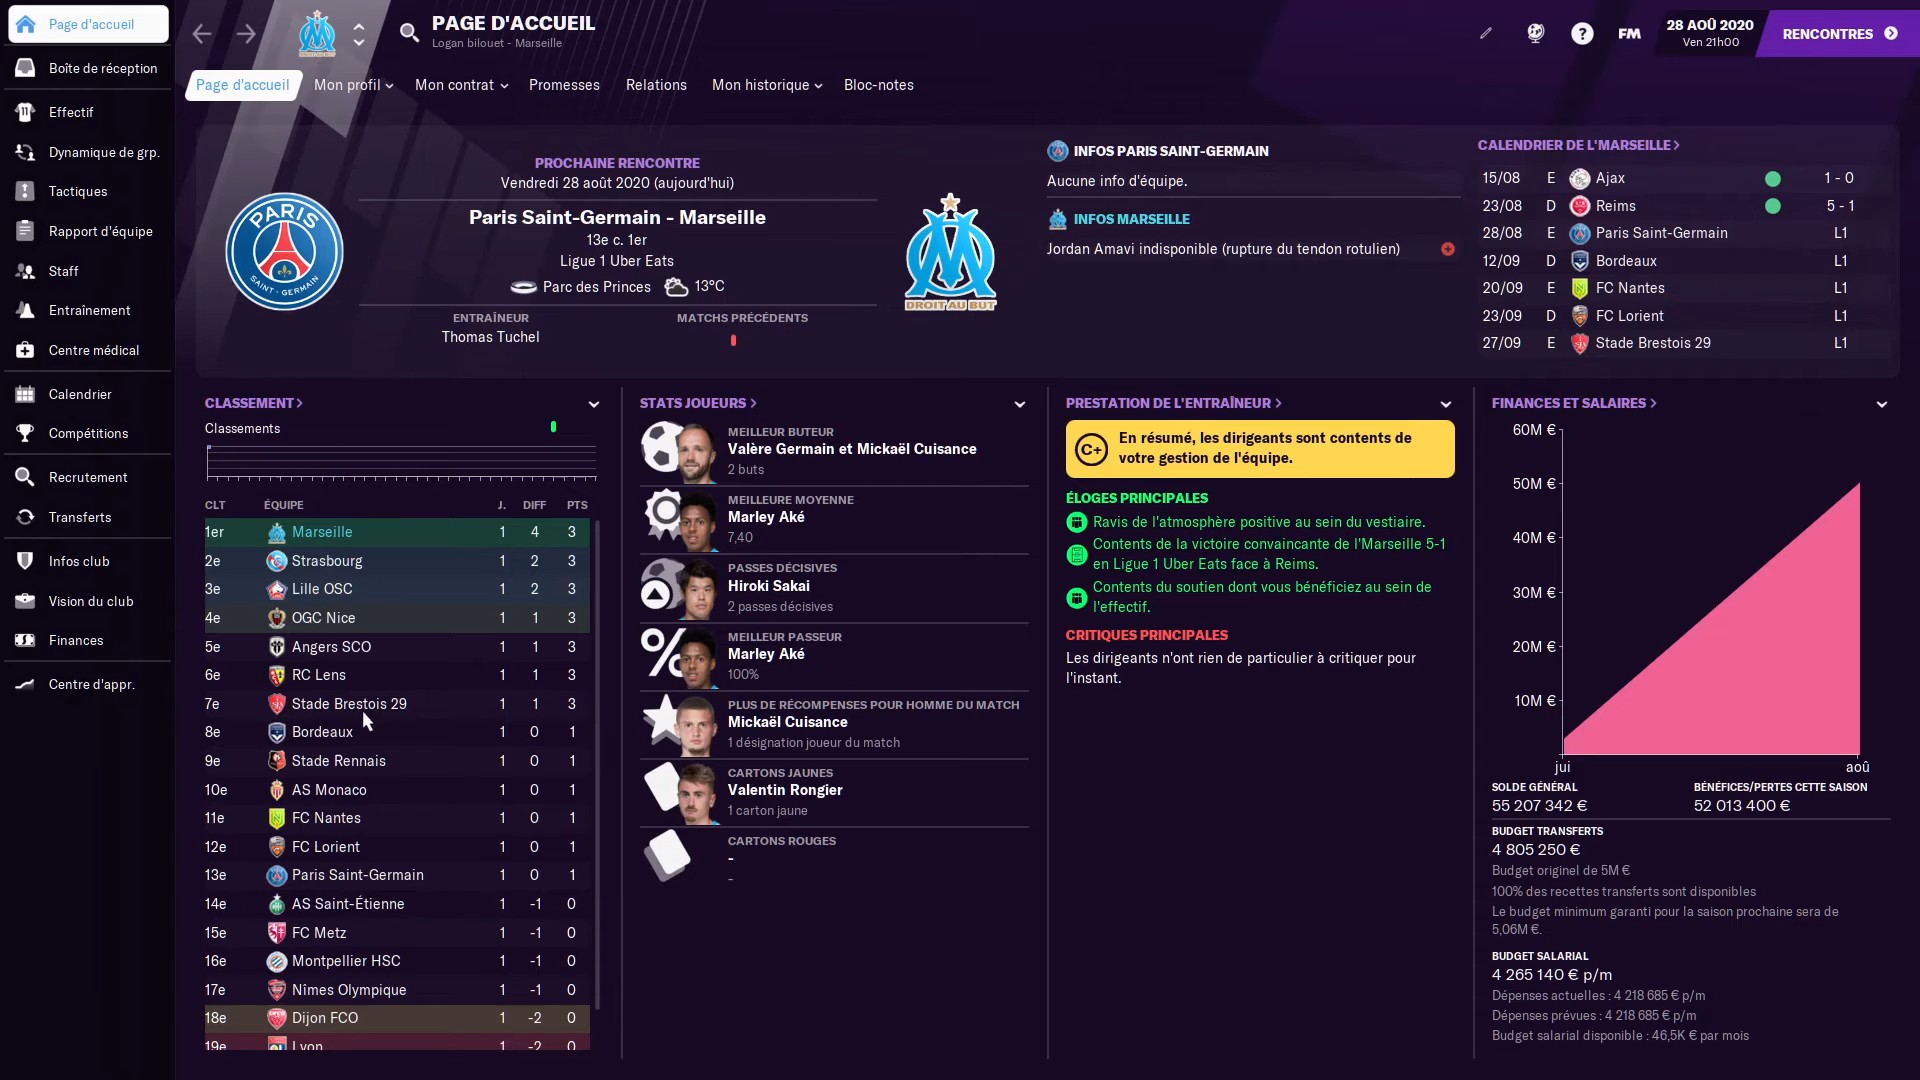 Page d'accueil
Boîte de réception
Effectif
Dynamique de grp.
Tactiques
Rapport d'équipe
Staff
Entraînement
Centre médical
Calendrier
Compétitions
Recrutement
Transferts
Infos club
Vision du club
Finances
Centre d'appr.
PAGE D'ACCUEIL
Logan bilouet - Marseille
FM
28 AOÛ 2020
Ven 21h00
RENCONTRES
Page d'accueil
Mon profil
Mon contrat
Promesses
Relations
Mon historique
Bloc-notes
PROCHAINE RENCONTRE
Vendredi 28 août 2020 (aujourd'hui)
Paris Saint-Germain - Marseille
13e c. 1er
Ligue 1 Uber Eats
Parc des Princes 13°C
ENTRAÎNEUR
Thomas Tuchel
MATCHS PRÉCÉDENTS
PARIS
SAINT-GERMAIN
DROIT AU BUT
INFOS PARIS SAINT-GERMAIN
Aucune info d'équipe.
INFOS MARSEILLE
Jordan Amavi indisponible (rupture du tendon rotulien)
CALENDRIER DE L'MARSEILLE
15/08 E Ajax 1 - 0
23/08 D Reims 5 - 1
28/08 E Paris Saint-Germain L1
12/09 D Bordeaux L1
20/09 E FC Nantes L1
23/09 D FC Lorient L1
27/09 E Stade Brestois 29 L1
CLASSEMENT
Classements
CLT ÉQUIPE J. DIFF PTS
1er Marseille 1 4 3
2e Strasbourg 1 2 3
3e Lille OSC 1 2 3
4e OGC Nice 1 1 3
5e Angers SCO 1 1 3
6e RC Lens 1 1 3
7e Stade Brestois 29 1 1 3
8e Bordeaux 1 0 1
9e Stade Rennais 1 0 1
10e AS Monaco 1 0 1
11e FC Nantes 1 0 1
12e FC Lorient 1 0 1
13e Paris Saint-Germain 1 0 1
14e AS Saint-Étienne 1 -1 0
15e FC Metz 1 -1 0
16e Montpellier HSC 1 -1 0
17e Nîmes Olympique 1 -1 0
18e Dijon FCO 1 -2 0
19e Lyon 1 -2 0
STATS JOUEURS
MEILLEUR BUTEUR
Valère Germain et Mickaël Cuisance
2 buts
MEILLEURE MOYENNE
Marley Aké
7,40
PASSES DÉCISIVES
Hiroki Sakai
2 passes décisives
MEILLEUR PASSEUR
Marley Aké
100%
PLUS DE RÉCOMPENSES POUR HOMME DU MATCH
Mickaël Cuisance
1 désignation joueur du match
CARTONS JAUNES
Valentin Rongier
1 carton jaune
CARTONS ROUGES
-
-
PRESTATION DE L'ENTRAÎNEUR
C+
En résumé, les dirigeants sont contents de
votre gestion de l'équipe.
ÉLOGES PRINCIPALES
Ravis de l'atmosphère positive au sein du vestiaire.
Contents de la victoire convaincante de l'Marseille 5-1
en Ligue 1 Uber Eats face à Reims.
Contents du soutien dont vous bénéficiez au sein de
l'effectif.
CRITIQUES PRINCIPALES
Les dirigeants n'ont rien de particulier à critiquer pour
l'instant.
FINANCES ET SALAIRES
60M €
50M €
40M €
30M €
20M €
10M €
jui aoû
SOLDE GÉNÉRAL
55 207 342 €
BÉNÉFICES/PERTES CETTE SAISON
52 013 400 €
BUDGET TRANSFERTS
4 805 250 €
Budget originel de 5M €
100% des recettes transferts sont disponibles
Le budget minimum garanti pour la saison prochaine sera de
5,06M €.
BUDGET SALARIAL
4 265 140 € p/m
Dépenses actuelles : 4 218 685 € p/m
Dépenses prévues : 4 218 685 € p/m
Budget salarial disponible : 46,5K € par mois